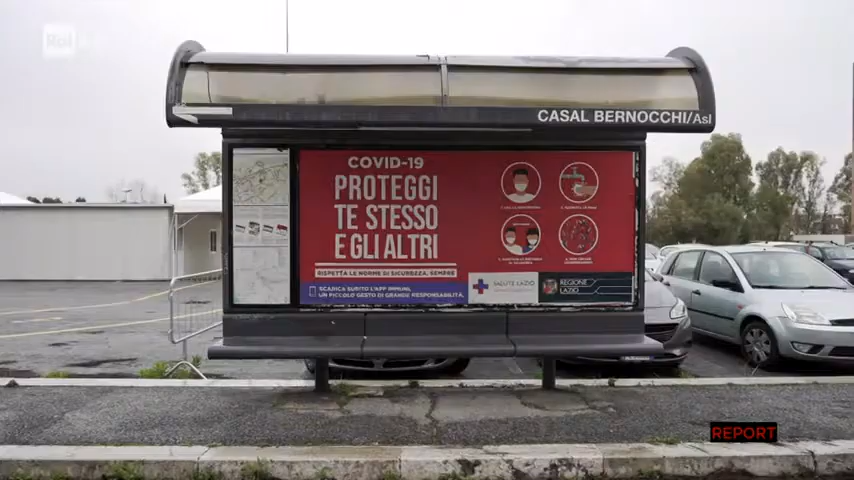 Rai
CASAL BERNOCCHI/Asl
COVID-19
PROTEGGI
TE STESSO
E GLI ALTRI
RISPETTA LE NORME DI SICUREZZA, SEMPRE
SCARICA SUBITO L'APP IMMUNI,
UN PICCOLO GESTO DI GRANDE RESPONSABILITÀ.
SALUTE LAZIO
REGIONE
LAZIO
REPORT